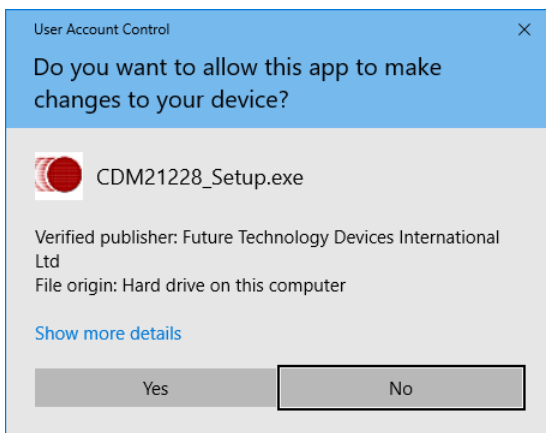 User Account Control
Do you want to allow this app to make
changes to your device?
CDM21228_Setup.exe
Verified publisher: Future Technology Devices International
Ltd
File origin: Hard drive on this computer
Show more details
Yes
No